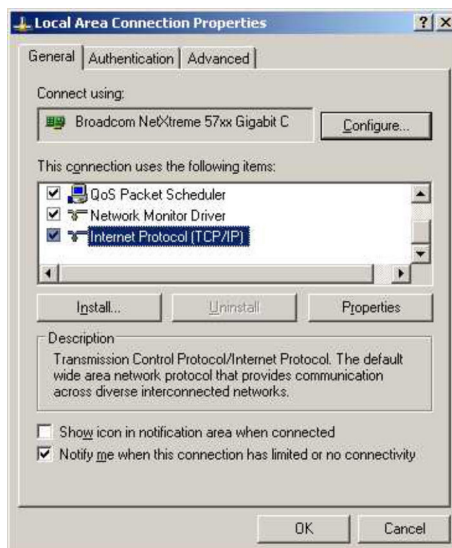 Local Area Connection Properties
General Authentication Advanced
Connect using:
Broadcom NetXtreme 57xx Gigabit C
Configure...
This connection uses the following items:
QoS Packet Scheduler
Network Monitor Driver
Internet Protocol (TCP/IP)
Install... Uninstall Properties
Description
Transmission Control Protocol/Internet Protocol. The default
wide area network protocol that provides communication
across diverse interconnected networks.
Show icon in notification area when connected
Notify me when this connection has limited or no connectivity
OK Cancel